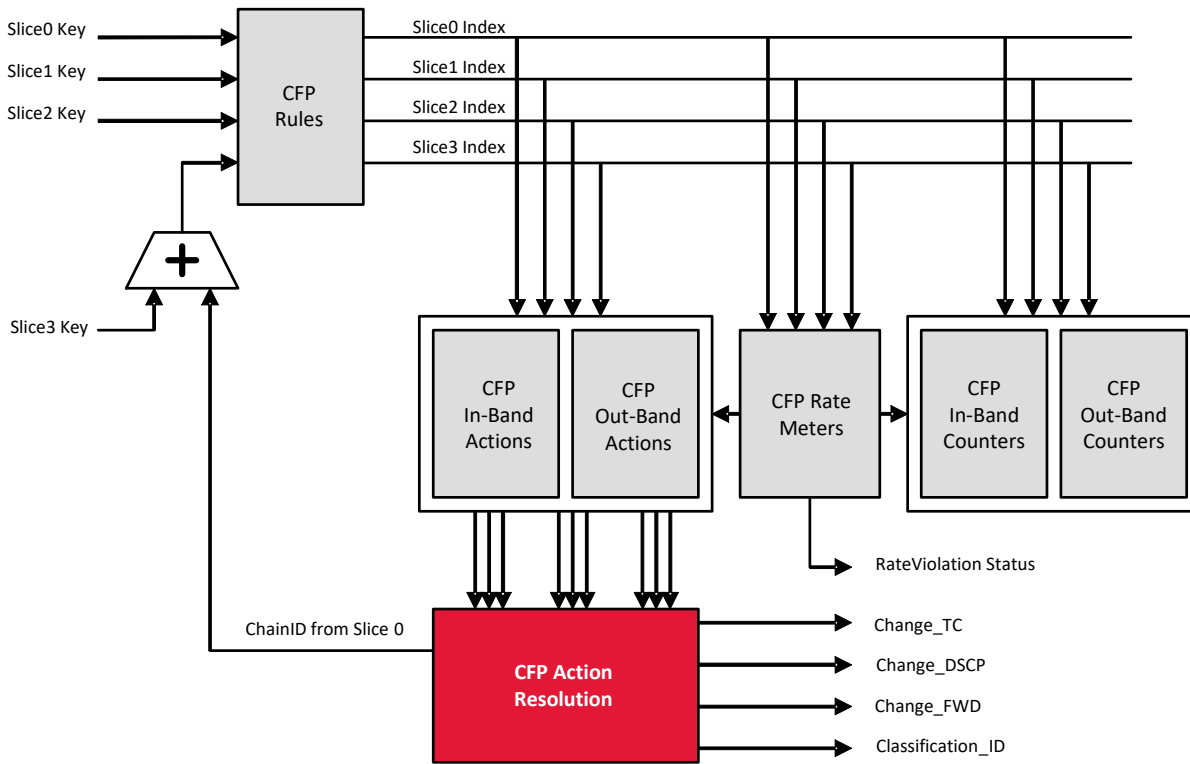 Slice0 Key
Slice1 Key
Slice2 Key
CFP
Rules
Slice0 Index
Slice1 Index
Slice2 Index
Slice3 Index
+
Slice3 Key
CFP
In-Band
Actions
CFP
Out-Band
Actions
CFP Rate
Meters
CFP
In-Band
Counters
CFP
Out-Band
Counters
RateViolation Status
ChainID from Slice 0
CFP Action
Resolution
Change_TC
Change_DSCP
Change_FWD
Classification_ID